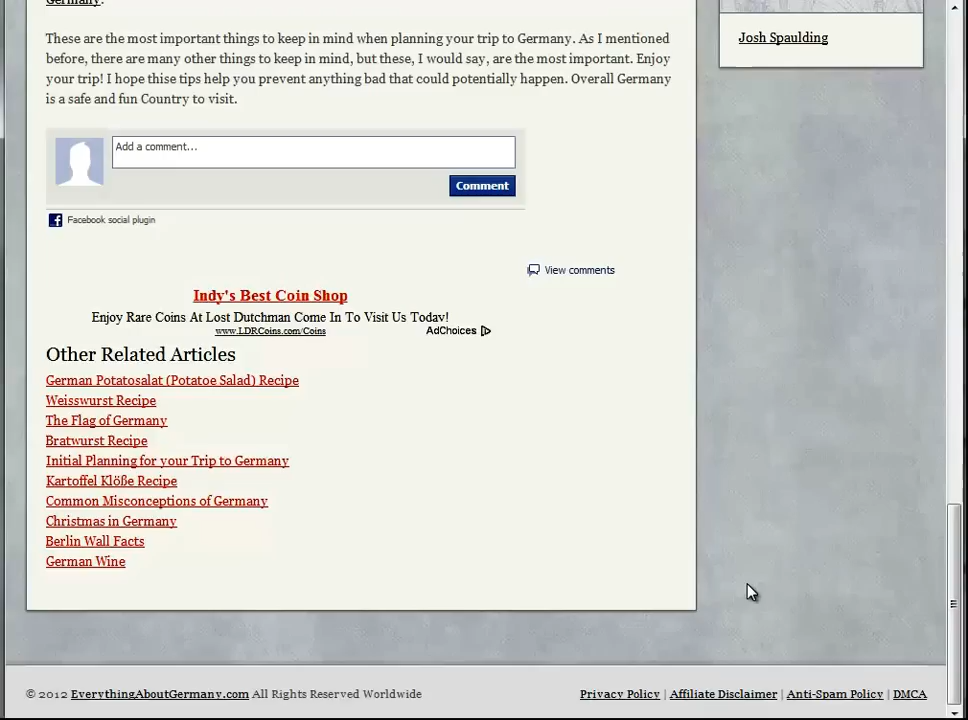 Germany.
These are the most important things to keep in mind when planning your trip to Germany. As I mentioned
before, there are many other things to keep in mind, but these, I would say, are the most important. Enjoy
your trip! I hope thise tips help you prevent anything bad that could potentially happen. Overall Germany
is a safe and fun Country to visit.
Josh Spaulding
Add a comment...
Comment
Facebook social plugin
View comments
Indy's Best Coin Shop
Enjoy Rare Coins At Lost Dutchman Come In To Visit Us Today!
www.LDRCoins.com/Coins
AdChoices
Other Related Articles
German Potatosalat (Potatoe Salad) Recipe
Weisswurst Recipe
The Flag of Germany
Bratwurst Recipe
Initial Planning for your Trip to Germany
Kartoffel Klöße Recipe
Common Misconceptions of Germany
Christmas in Germany
Berlin Wall Facts
German Wine
© 2012 EverythingAboutGermany.com All Rights Reserved Worldwide
Privacy Policy | Affiliate Disclaimer | Anti-Spam Policy | DMCA